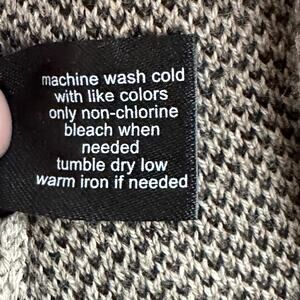 machine wash cold
with like colors
only non-chlorine
bleach when
needed
tumble dry low
warm iron if needed